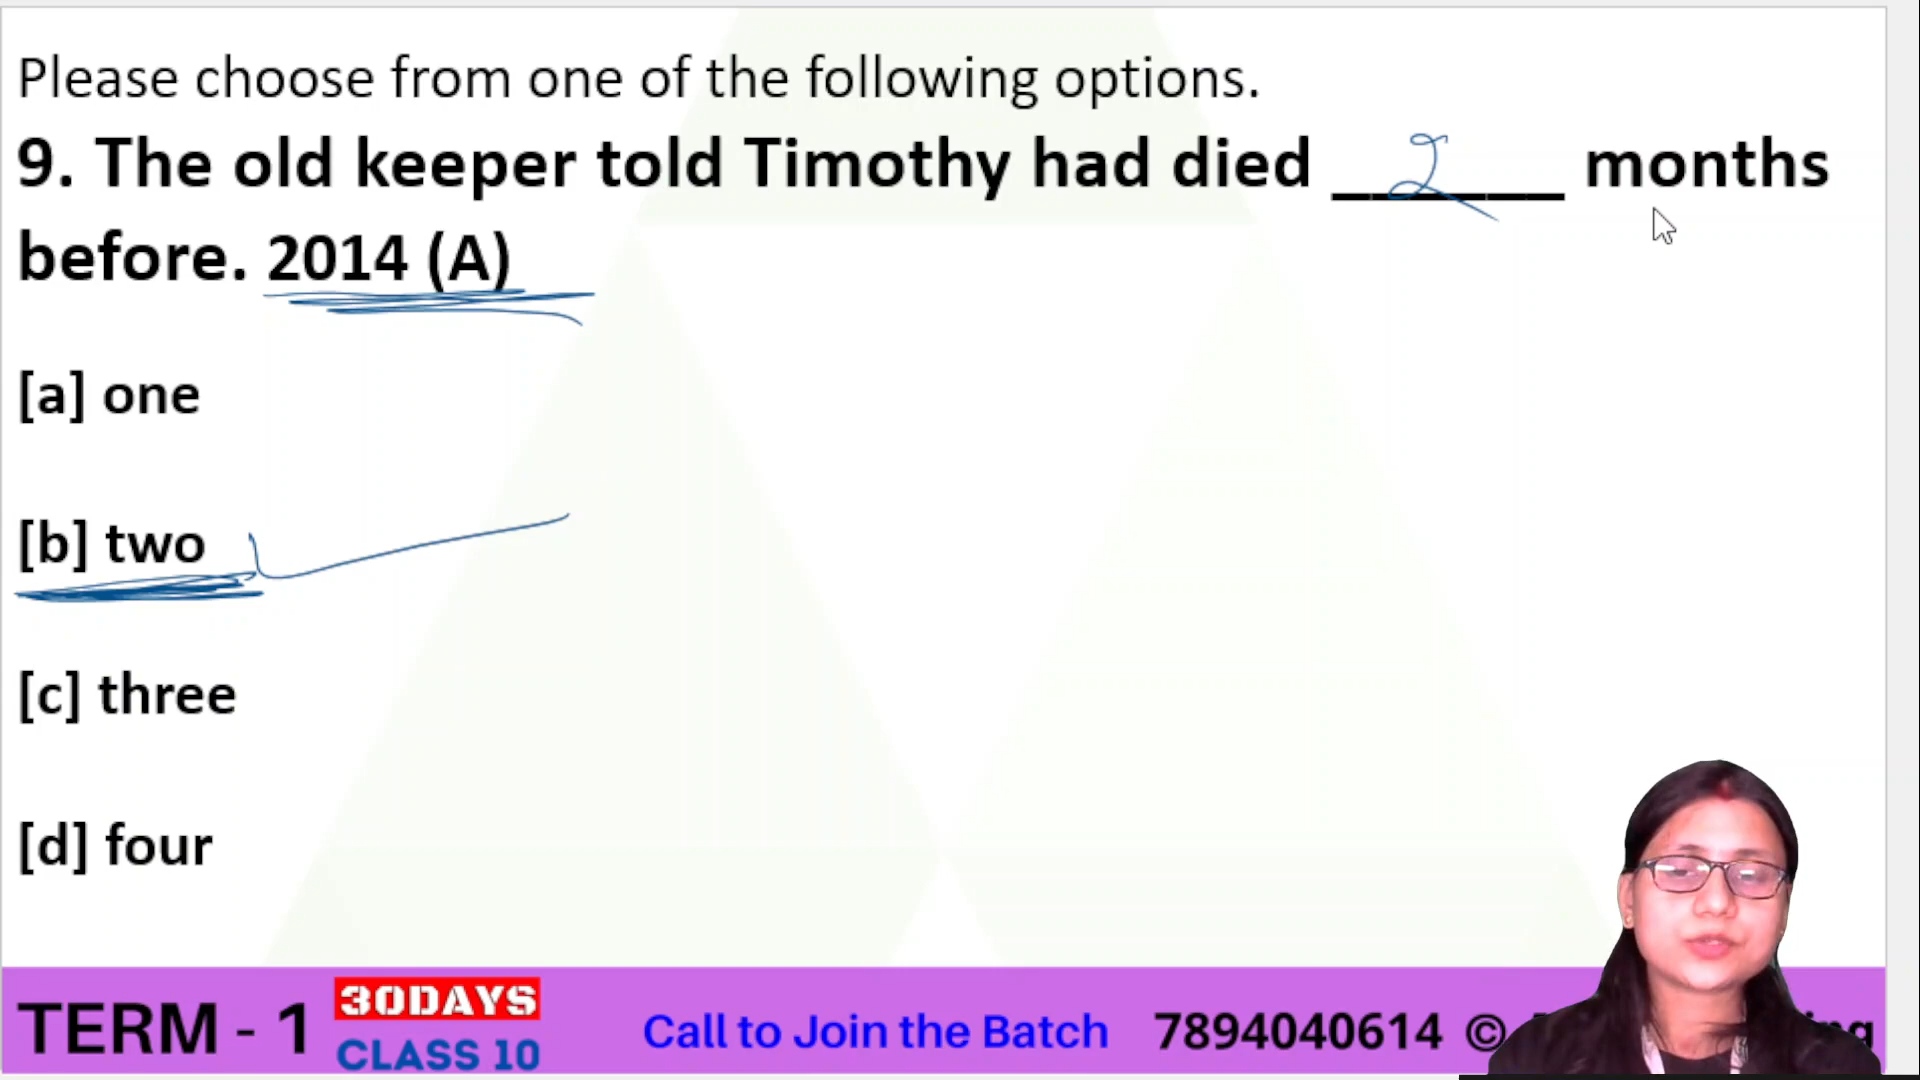 Please choose from one of the following options.
9. The old keeper told Timothy had died 2 months
before. 2014 (A)
[a] one
[b] two
[c] three
[d] four
TERM - 1 30DAYS CLASS 10 Call to Join the Batch 7894040614 ©